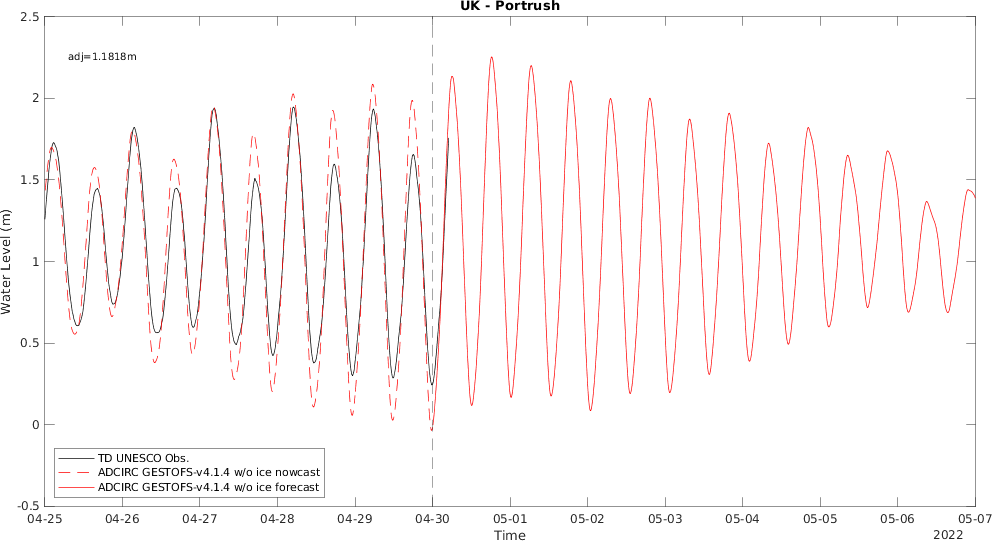 UK - Portrush
2.5
adj=1.1818m
2
1.5
1
0.5
0
-0.5
Water Level (m)
TD UNESCO Obs.
ADCIRC GESTOFS-v4.1.4 w/o ice nowcast
ADCIRC GESTOFS-v4.1.4 w/o ice forecast
04-25 04-26 04-27 04-28 04-29 04-30 05-01 05-02 05-03 05-04 05-05 05-06 05-07
Time
2022